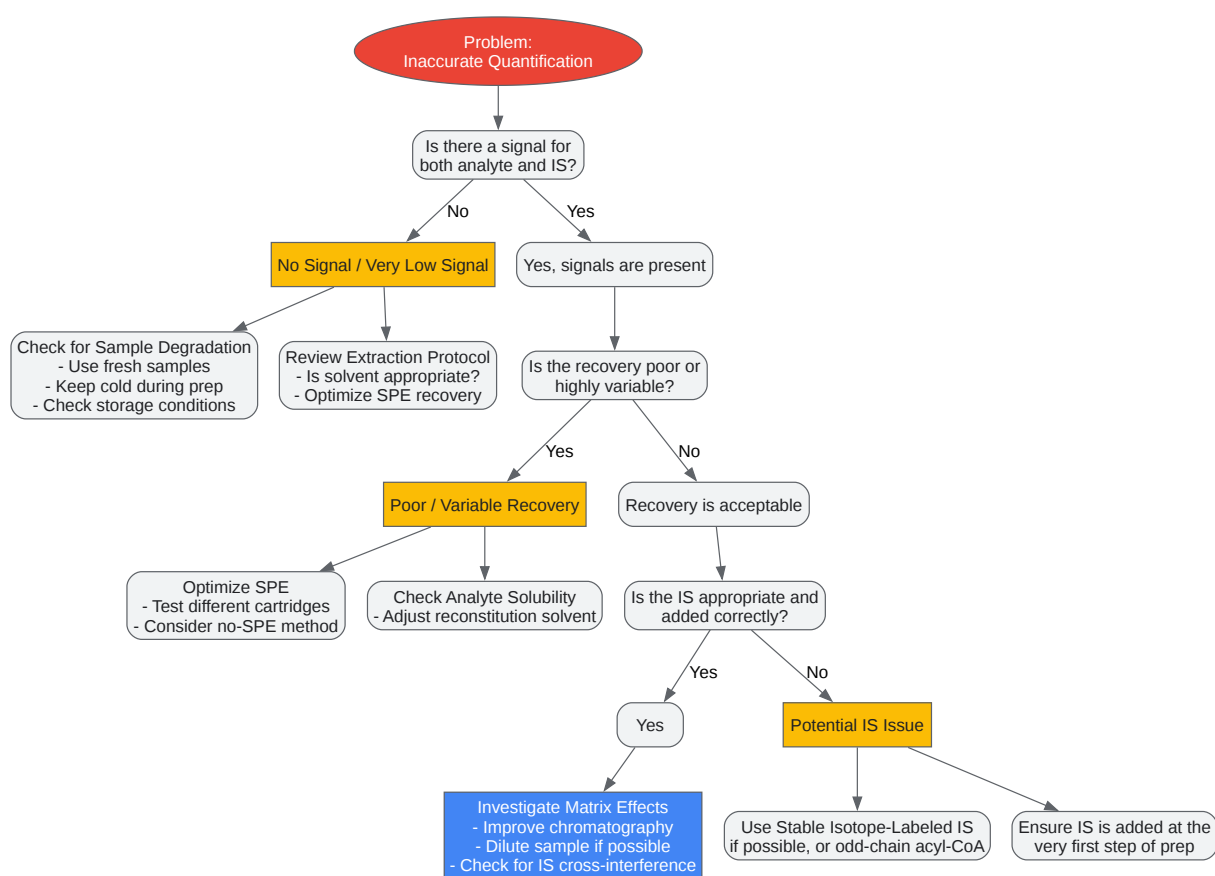 Problem:
Inaccurate Quantification
Is there a signal for
both analyte and IS?
No
Yes
No Signal / Very Low Signal
Yes, signals are present
Check for Sample Degradation
- Use fresh samples
- Keep cold during prep
- Check storage conditions
Review Extraction Protocol
- Is solvent appropriate?
- Optimize SPE recovery
Is the recovery poor or
highly variable?
Yes
No
Poor / Variable Recovery
Recovery is acceptable
Optimize SPE
- Test different cartridges
- Consider no-SPE method
Check Analyte Solubility
- Adjust reconstitution solvent
Is the IS appropriate and
added correctly?
Yes
No
Yes
Potential IS Issue
Investigate Matrix Effects
- Improve chromatography
- Dilute sample if possible
- Check for IS cross-interference
Use Stable Isotope-Labeled IS
if possible, or odd-chain acyl-CoA
Ensure IS is added at the
very first step of prep